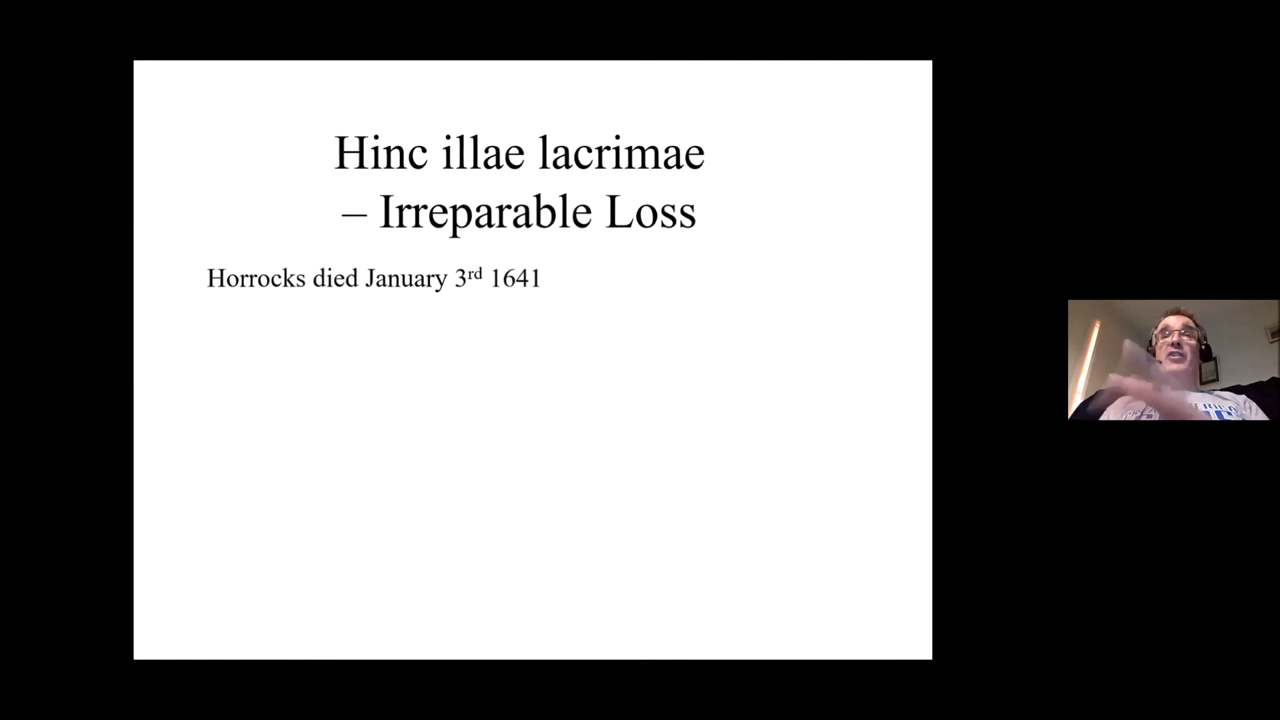 Hinc illae lacrimae
– Irreparable Loss
Horrocks died January 3rd 1641